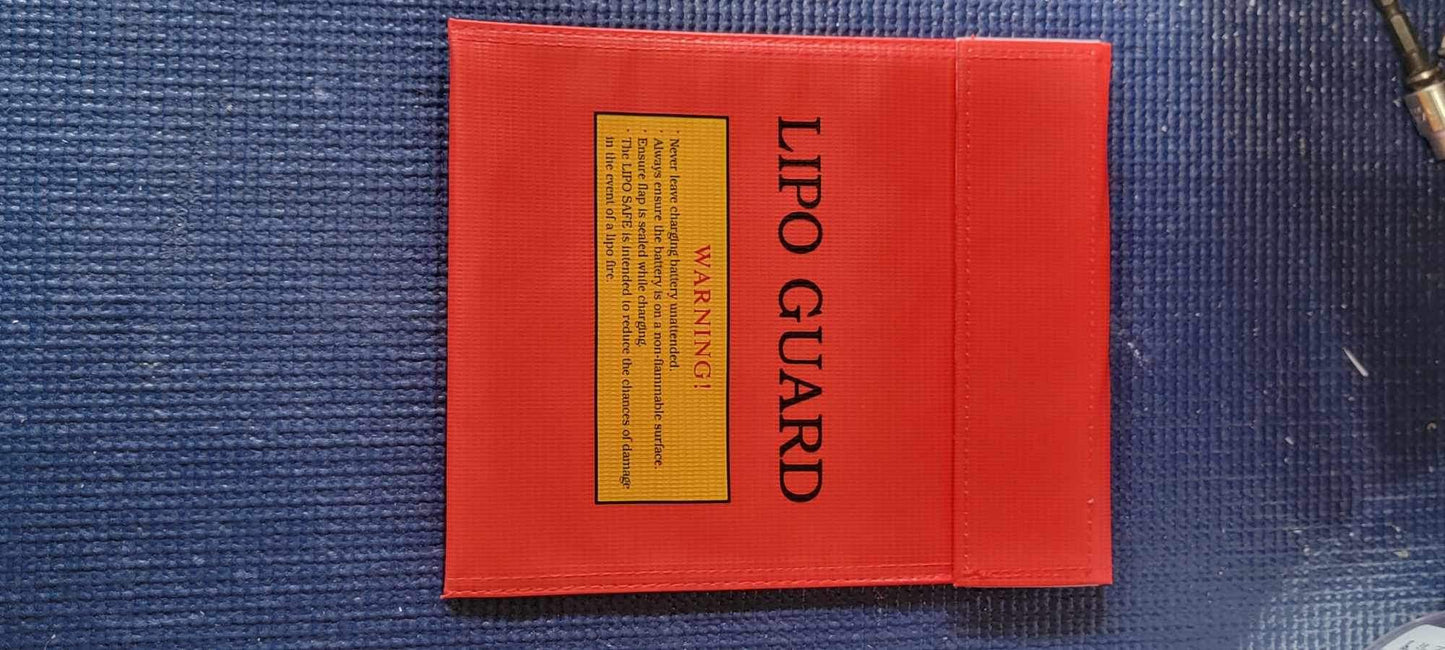 LIPO GUARD
WARNING!
· Never leave charging battery unattended.
· Always ensure the battery is on a non-flammable surface.
· Ensure flap is sealed while charging.
· The LIPO SAFE is intended to reduce the chances of damage
in the event of a lipo fire.